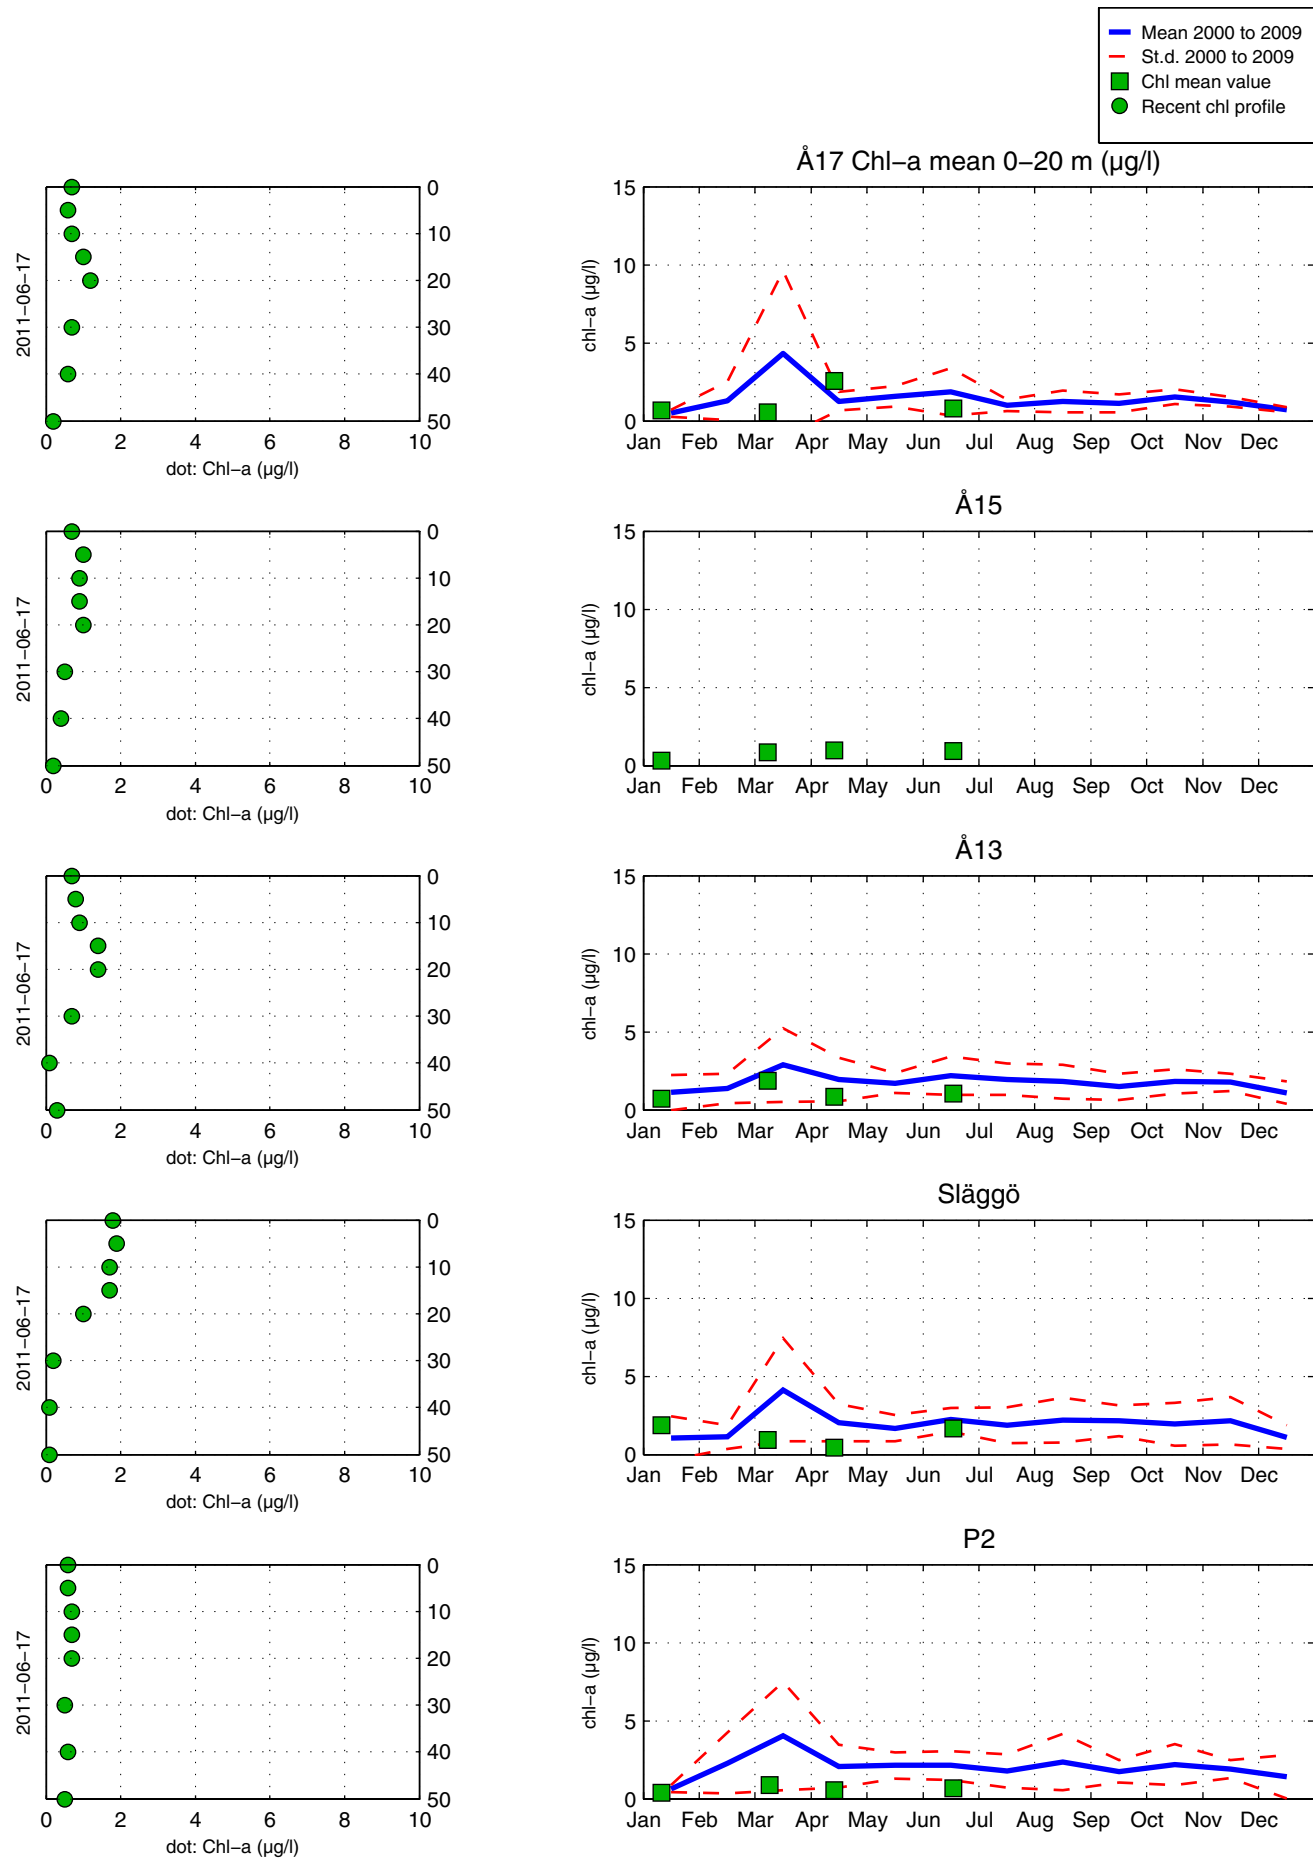 Mean 2000 to 2009
St.d. 2000 to 2009
Chl mean value
Recent chl profile
2011−06−17
0
10
20
30
40
50
0 2 4 6 8 10
dot: Chl−a (µg/l)
Å17 Chl−a mean 0−20 m (µg/l)
chl−a (µg/l)
15
10
5
0
Jan Feb Mar Apr May Jun Jul Aug Sep Oct Nov Dec
2011−06−17
0
10
20
30
40
50
0 2 4 6 8 10
dot: Chl−a (µg/l)
Å15
chl−a (µg/l)
15
10
5
0
Jan Feb Mar Apr May Jun Jul Aug Sep Oct Nov Dec
2011−06−17
0
10
20
30
40
50
0 2 4 6 8 10
dot: Chl−a (µg/l)
Å13
chl−a (µg/l)
15
10
5
0
Jan Feb Mar Apr May Jun Jul Aug Sep Oct Nov Dec
2011−06−17
0
10
20
30
40
50
0 2 4 6 8 10
dot: Chl−a (µg/l)
Släggö
chl−a (µg/l)
15
10
5
0
Jan Feb Mar Apr May Jun Jul Aug Sep Oct Nov Dec
2011−06−17
0
10
20
30
40
50
0 2 4 6 8 10
dot: Chl−a (µg/l)
P2
chl−a (µg/l)
15
10
5
0
Jan Feb Mar Apr May Jun Jul Aug Sep Oct Nov Dec